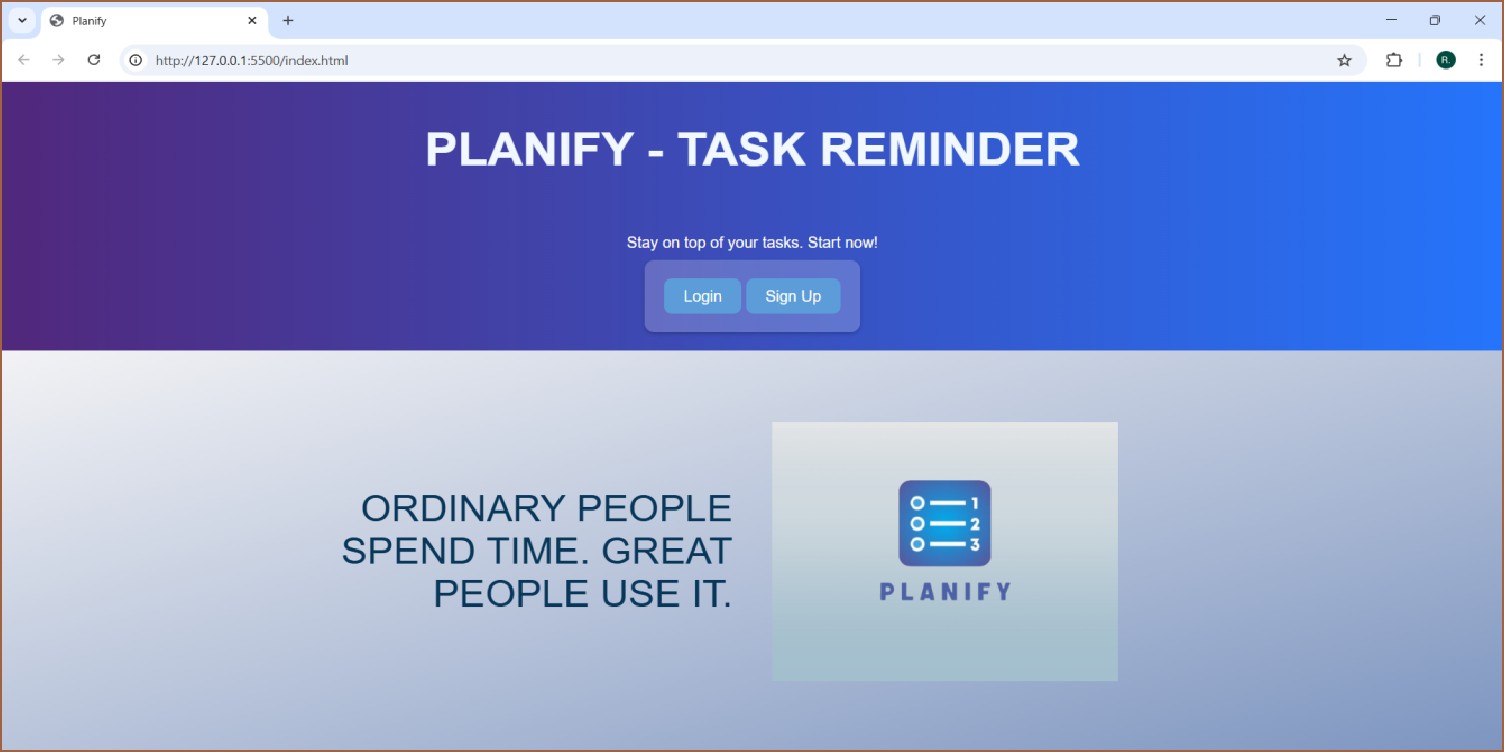 Planify
http://127.0.0.1:5500/index.html
IR.
PLANIFY - TASK REMINDER
Stay on top of your tasks. Start now!
Login Sign Up
ORDINARY PEOPLE
SPEND TIME. GREAT
PEOPLE USE IT.
1
2
3
PLANIFY